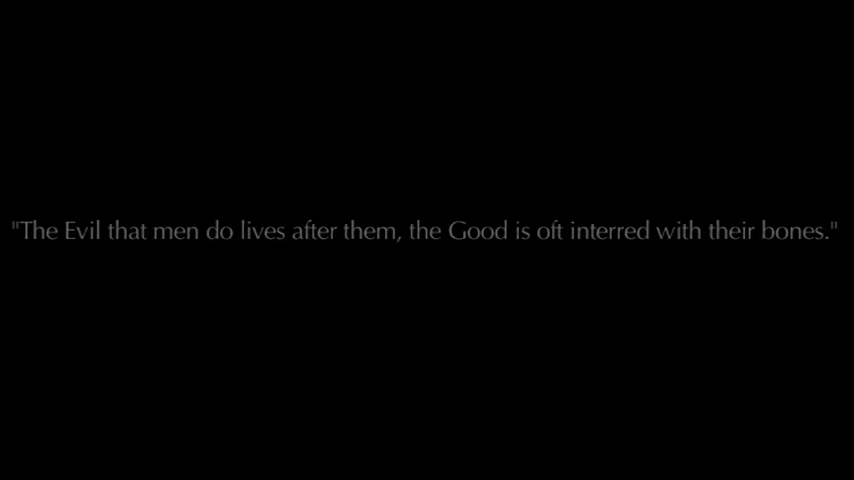 "The Evil that men do lives after them, the Good is oft interred with their bones."